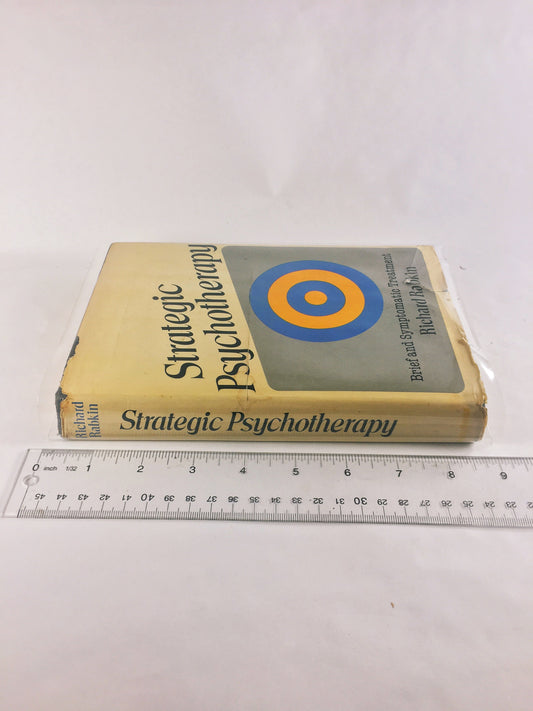 Strategic
Psychotherapy
Brief and Symptomatic Treatment
Richard Rabkin
Richard
Rabkin
Strategic Psychotherapy
0 inch 1/32 1 2 3 4 5 6 7 8 9
45 44 43 42 41 40 39 38 37 36 35 34 33 32 31 30 29 28 27 26 25 24 23